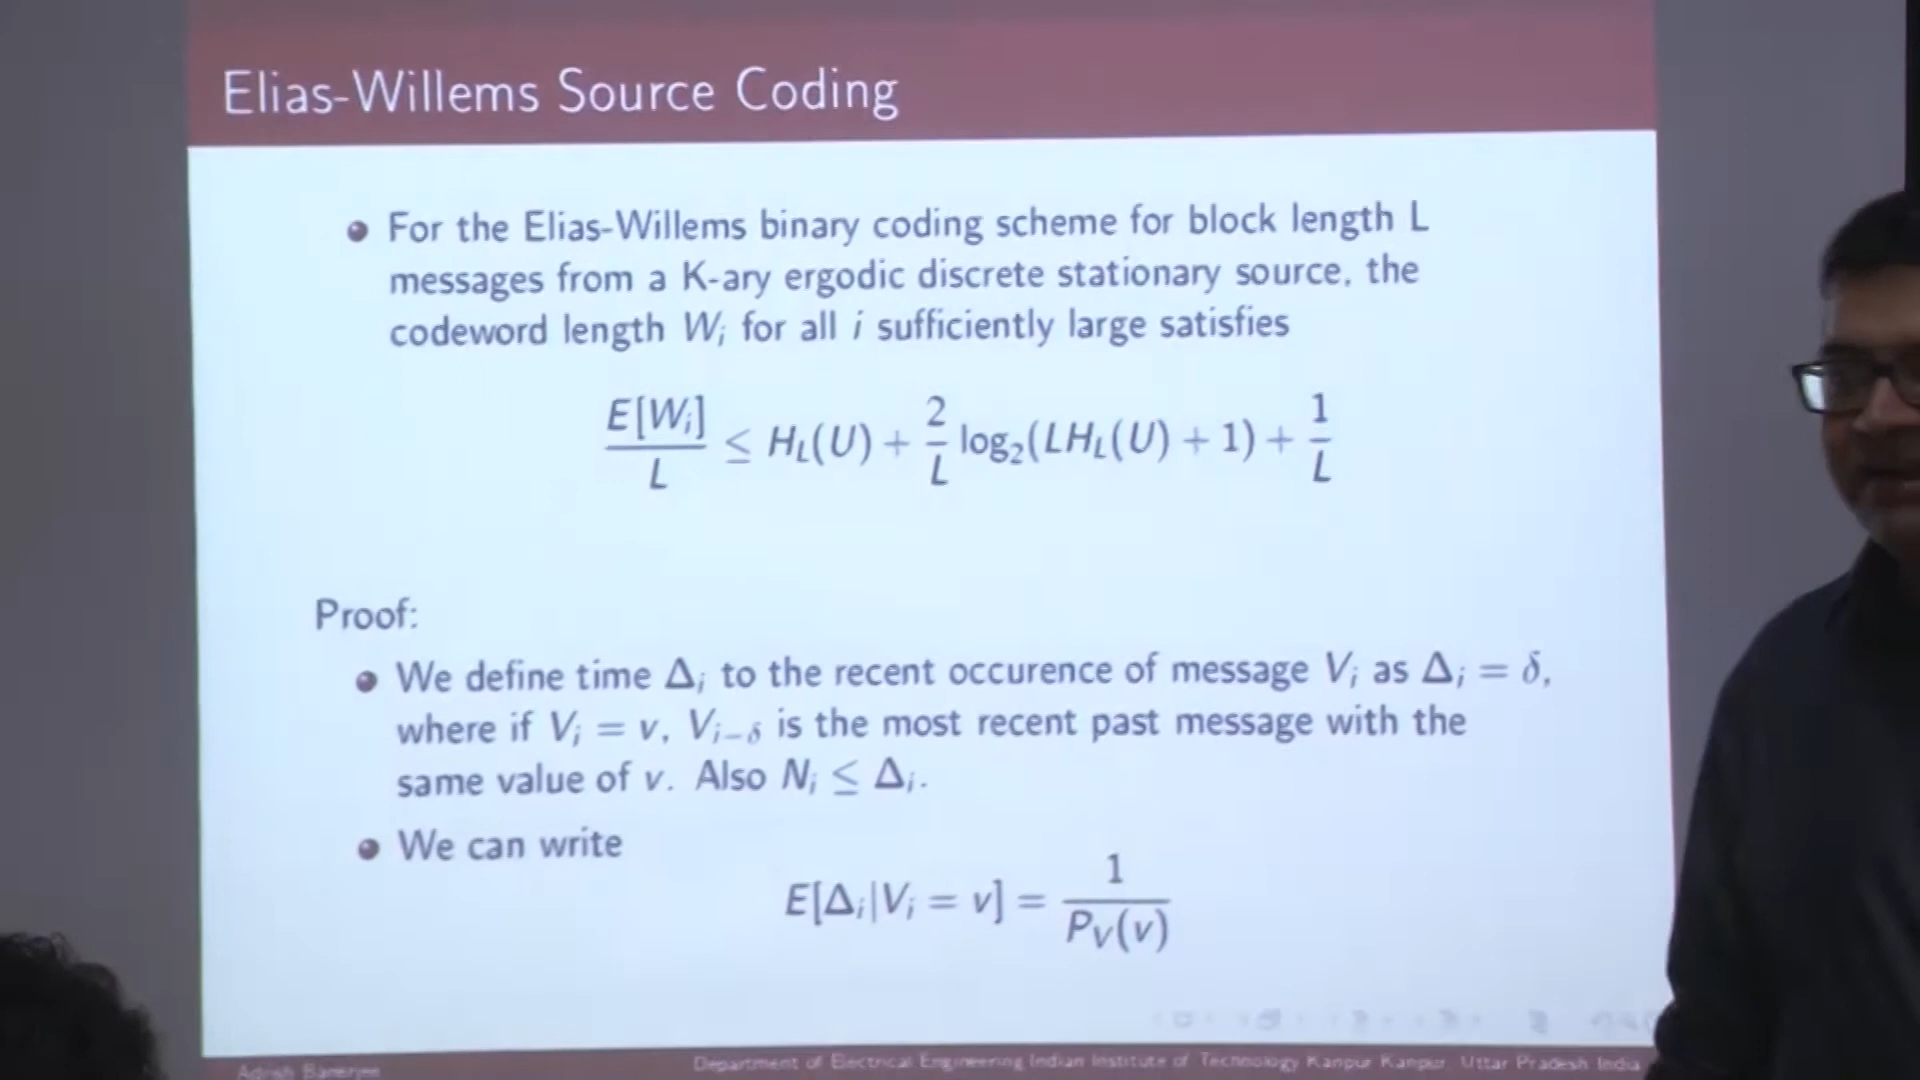 Elias-Willems Source Coding
For the Elias-Willems binary coding scheme for block length L
messages from a K-ary ergodic discrete stationary source, the
codeword length W_i for all i sufficiently large satisfies
E[W_i]/L ≤ H_L(U) + 2/L log_2(LH_L(U) + 1) + 1/L
Proof:
We define time Δ_i to the recent occurence of message V_i as Δ_i = δ,
where if V_i = v, V_{i−δ} is the most recent past message with the
same value of v. Also N_i ≤ Δ_i.
We can write
E[Δ_i|V_i = v] = 1/P_V(v)
Adrish Banerjee
Department of Electrical Engineering Indian Institute of Technology Kanpur Kanpur Uttar Pradesh India